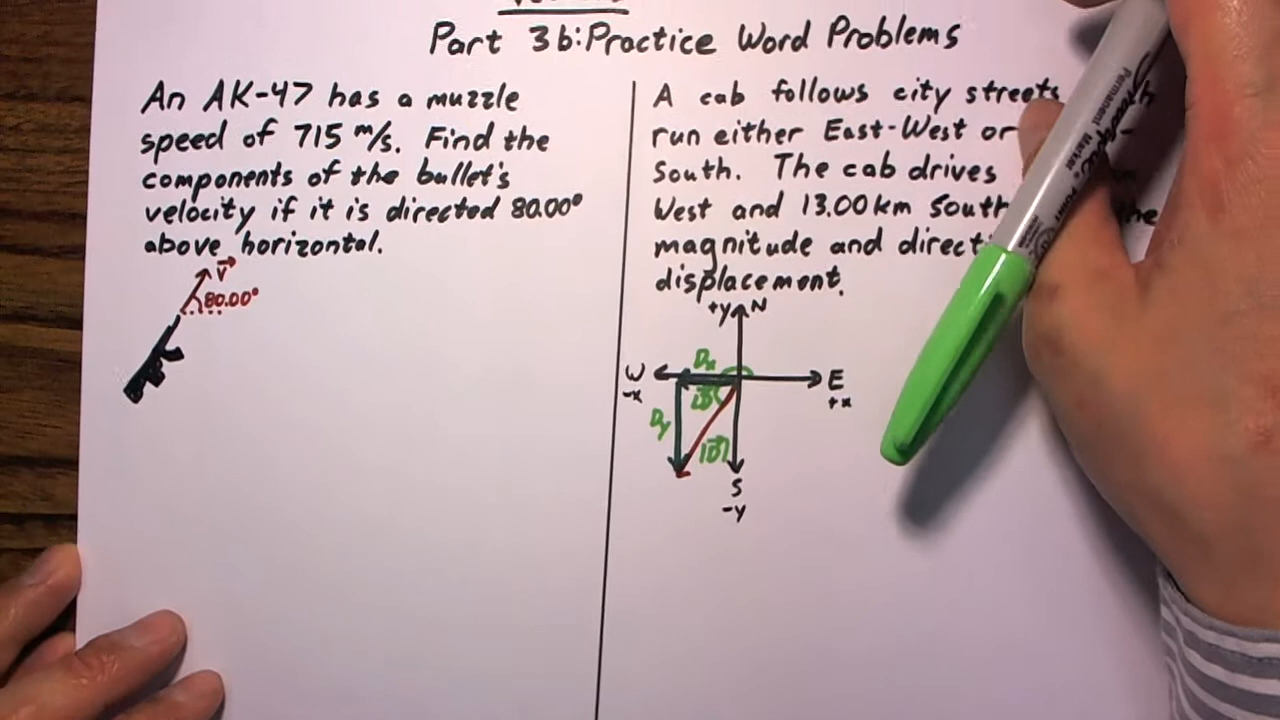 Part 3b: Practice Word Problems
An AK-47 has a muzzle
speed of 715 m/s. Find the
components of the bullet's
velocity if it is directed 80.00°
above horizontal.
V
80.00°
A cab follows city streets
run either East-West or
South. The cab drives
West and 13.00 km South
magnitude and
displacement.
+y N
Dx
W E
-x +x
Dy
|D|
S
-y